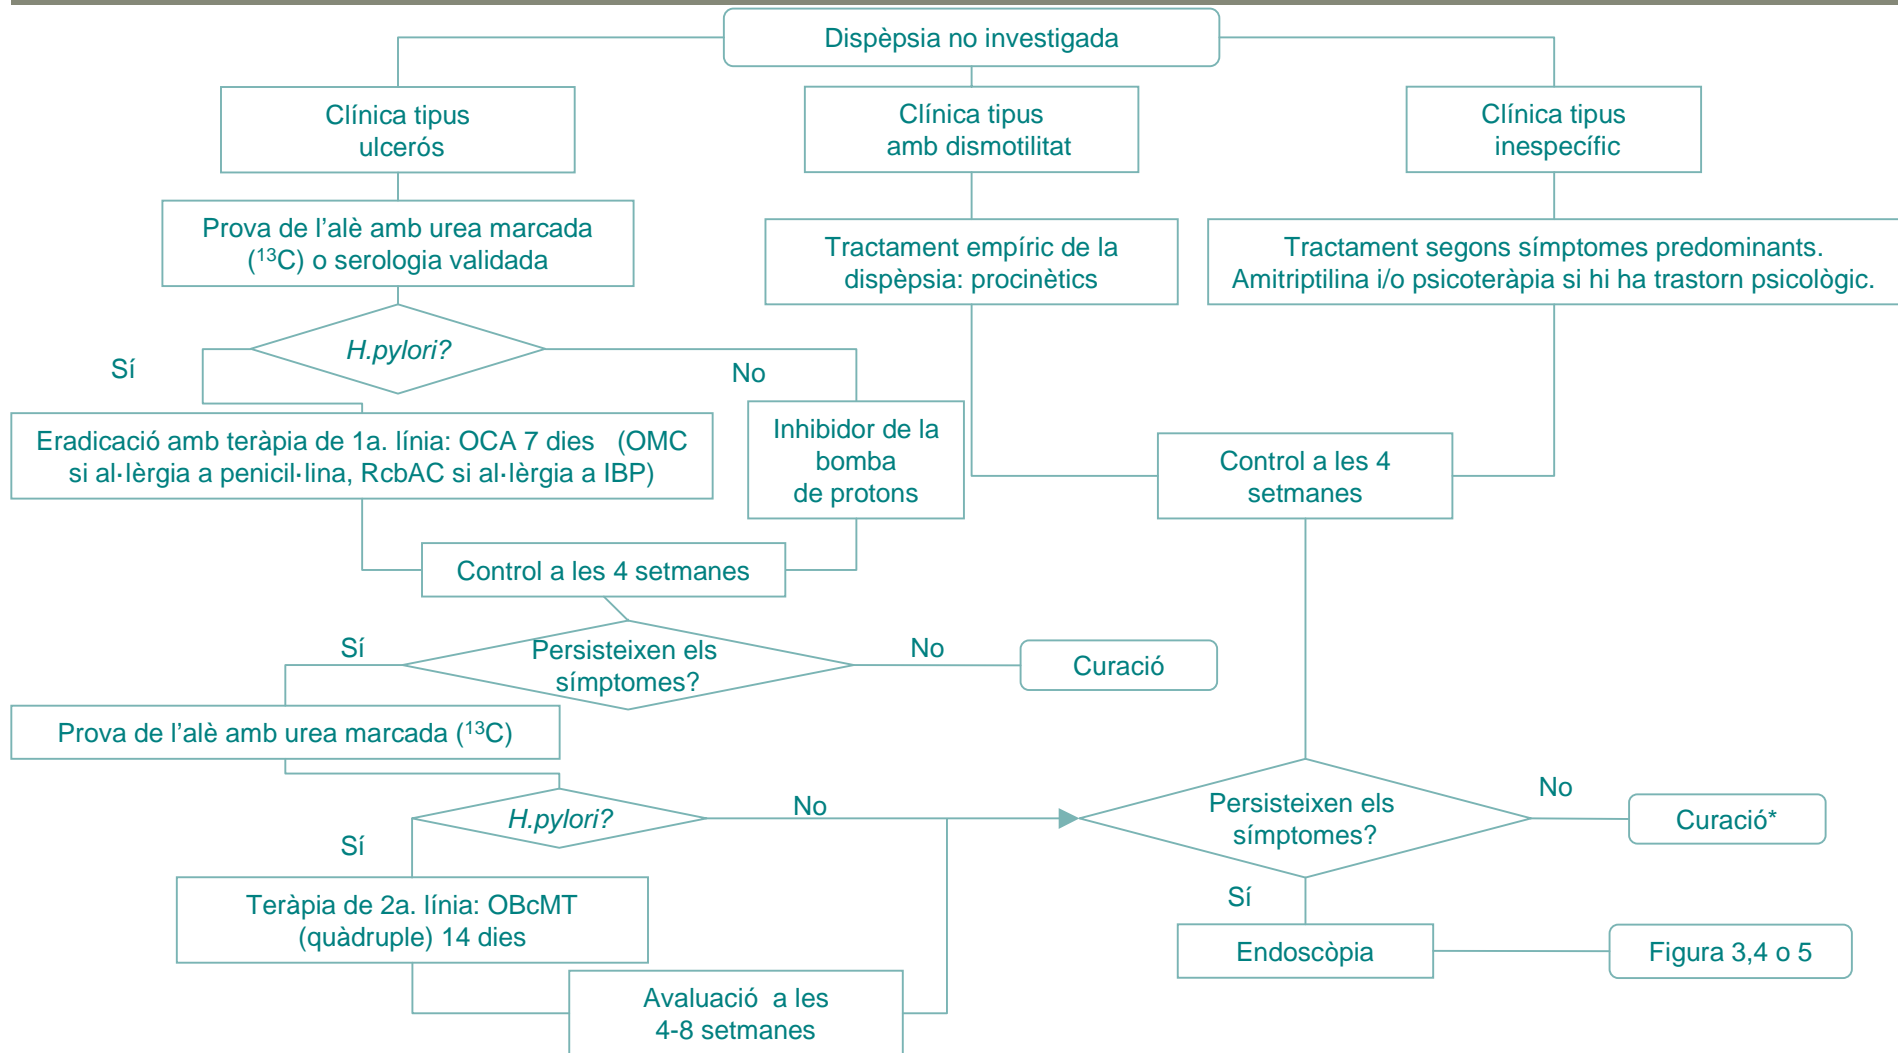 Dispèpsia no investigada
Clínica tipus
ulcerós
Clínica tipus
amb dismotilitat
Clínica tipus
inespecífic
Prova de l’alè amb urea marcada
(¹³C) o serologia validada
Tractament empíric de la
dispèpsia: procinètics
Tractament segons símptomes predominants.
Amitriptilina i/o psicoteràpia si hi ha trastorn psicològic.
H.pylori?
Sí
No
Eradicació amb teràpia de 1a. línia: OCA 7 dies (OMC
si al·lèrgia a penicil·lina, RcbAC si al·lèrgia a IBP)
Inhibidor de la
bomba
de protons
Control a les 4
setmanes
Control a les 4 setmanes
Sí
Persisteixen els
símptomes?
No
Curació
Prova de l’alè amb urea marcada (¹³C)
H.pylori?
No
Sí
Persisteixen els
símptomes?
No
Curació*
Sí
Teràpia de 2a. línia: OBcMT
(quàdruple) 14 dies
Endoscòpia
Figura 3,4 o 5
Avaluació a les
4-8 setmanes